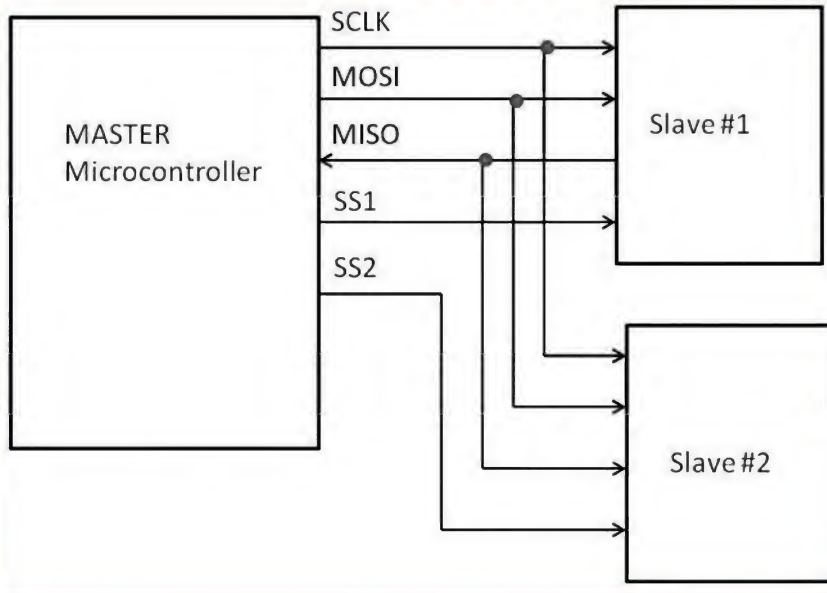 SCLK
MOSI
MISO
SS1
SS2
MASTER
Microcontroller
Slave #1
Slave #2